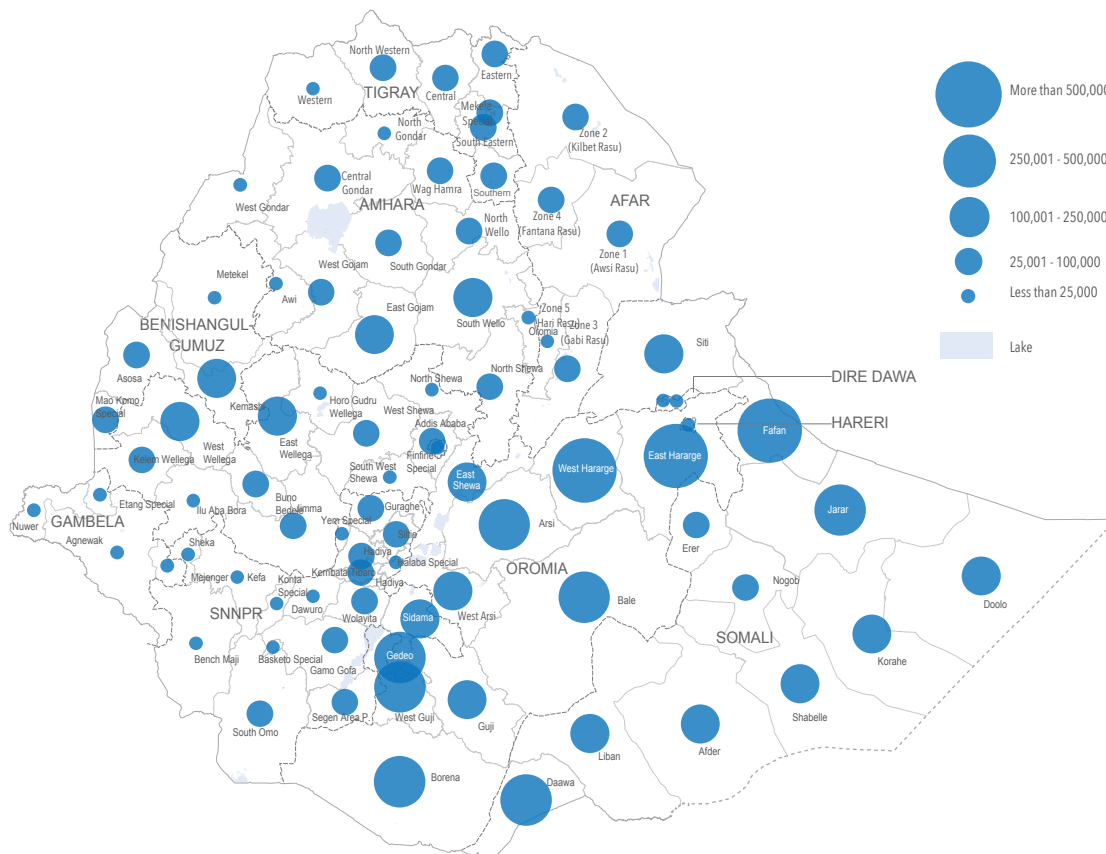 North Western
Eastern
Western
Central
TIGRAY
Mekele
Special
North
Gondar
South Eastern
Zone 2
(Kilbet Rasu)
Central
Gondar
Wag Hamra
Southern
West Gondar
AMHARA
AFAR
North
Wello
Zone 4
(Fantana Rasu)
Zone 1
(Awsi Rasu)
West Gojam
South Gondar
Metekel
Awi
East Gojam
South Wello
Zone 5
(Hari Rasu)
Zone 3
(Gabi Rasu)
Oromia
BENISHANGUL-
GUMUZ
Siti
Asosa
North Shewa
North Shewa
DIRE DAWA
Kemashi
Horo Gudru
Wellega
Mao Komo
Special
West Shewa
Addis Ababa
HARERI
Fafan
East
Wellega
West
Wellega
Kelem Wellega
Finfine
Special
South West
Shewa
East
Shewa
West Hararge
East Hararge
Etang Special
Ilu Aba Bora
Buno
Bedele
Jimma
Guraghe
Yem Special
Nuwer
GAMBELA
Agnewak
Arsi
Jarar
Siltie
Erer
Sheka
Hadiya
Halaba Special
Mejenger
Kefa
Konta
Special
Kembata Tibaro
Hadiya
OROMIA
Nogob
Doolo
SNNPR
Dawuro
Wolayita
West Arsi
Bale
Sidama
SOMALI
Korahe
Bench Maji
Basketo Special
Gamo Gofa
Gedeo
Shabelle
South Omo
Segen Area P.
West Guji
Guji
Afder
Liban
Borena
Daawa
More than 500,000
250,001 - 500,000
100,001 - 250,000
25,001 - 100,000
Less than 25,000
Lake